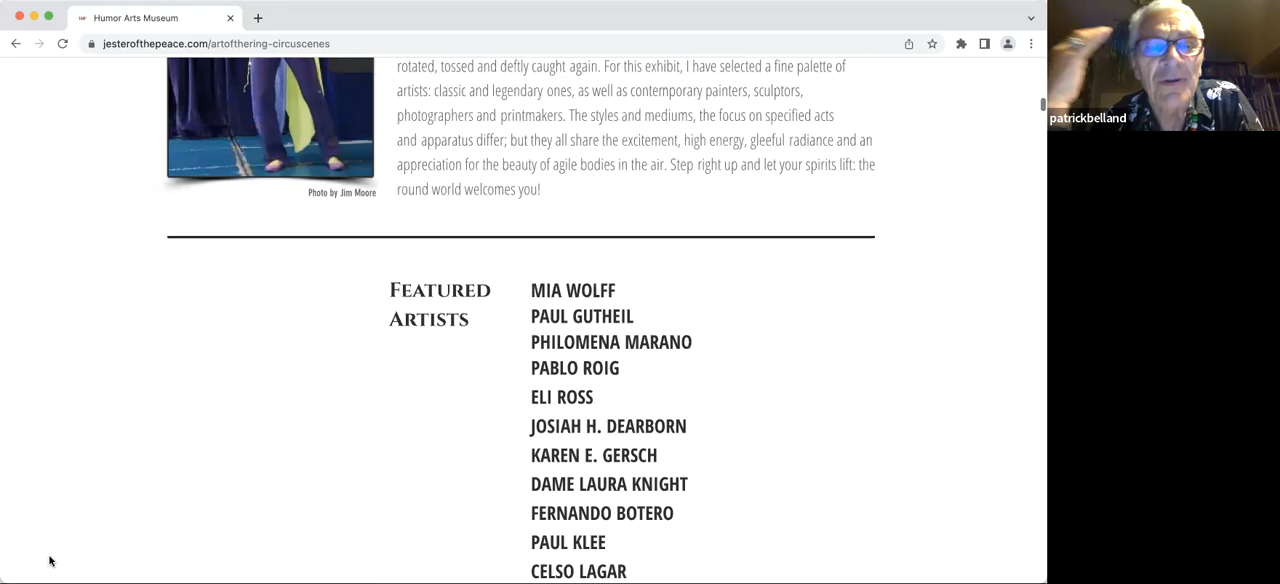 Humor Arts Museum
jesterofthepeace.com/artofthering-circuscenes
patrickbelland
rotated, tossed and deftly caught again. For this exhibit, I have selected a fine palette of
artists: classic and legendary ones, as well as contemporary painters, sculptors,
photographers and printmakers. The styles and mediums, the focus on specified acts
and apparatus differ; but they all share the excitement, high energy, gleeful radiance and an
appreciation for the beauty of agile bodies in the air. Step right up and let your spirits lift: the
round world welcomes you!
Photo by Jim Moore
Featured
Artists
MIA WOLFF
PAUL GUTHEIL
PHILOMENA MARANO
PABLO ROIG
ELI ROSS
JOSIAH H. DEARBORN
KAREN E. GERSCH
DAME LAURA KNIGHT
FERNANDO BOTERO
PAUL KLEE
CELSO LAGAR